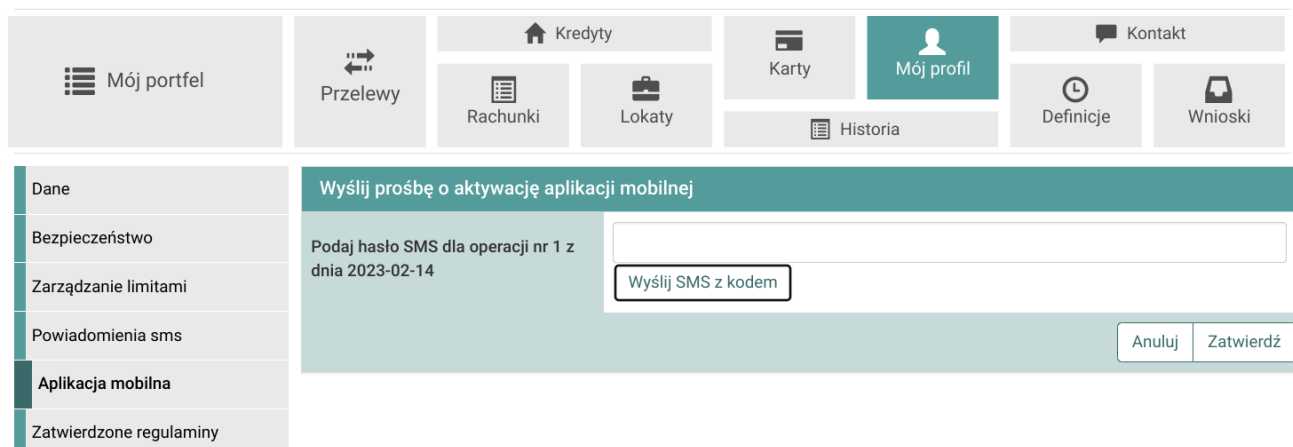 Mój portfel
Przelewy
Kredyty
Rachunki
Lokaty
Karty
Mój profil
Historia
Kontakt
Definicje
Wnioski
Dane
Bezpieczeństwo
Zarządzanie limitami
Powiadomienia sms
Aplikacja mobilna
Zatwierdzone regulaminy
Wyślij prośbę o aktywację aplikacji mobilnej
Podaj hasło SMS dla operacji nr 1 z
dnia 2023-02-14
Wyślij SMS z kodem
Anuluj
Zatwierdź